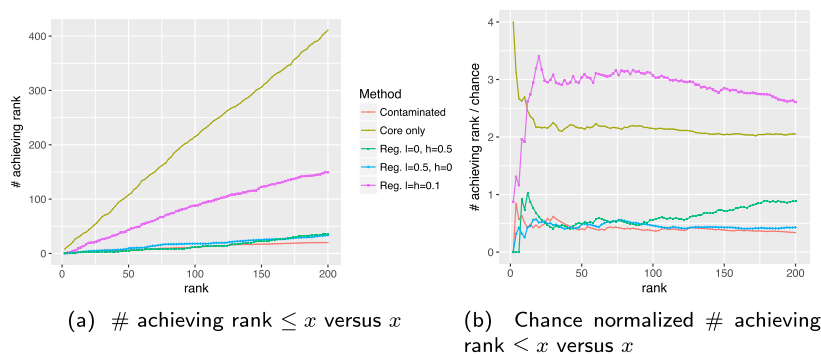 # achieving rank
400
300
200
100
0
0
50
100
150
200
rank
Method
Contaminated
Core only
Reg. l=0, h=0.5
Reg. l=0.5, h=0
Reg. l=h=0.1
# achieving rank / chance
4
3
2
1
0
0
50
100
150
200
rank
(a) # achieving rank ≤ x versus x
(b) Chance normalized # achieving
rank ≤ x versus x